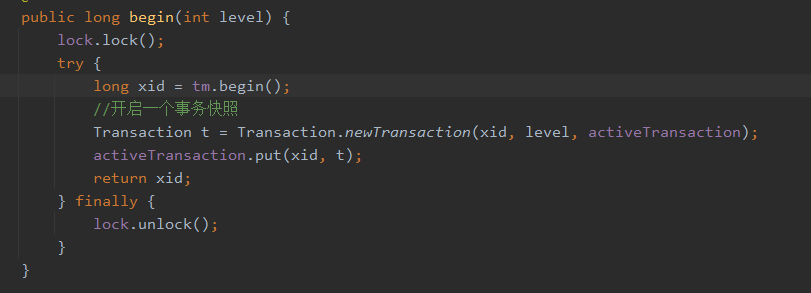 public long begin(int level) {
    lock.lock();
    try {
        long xid = tm.begin();
        //开启一个事务快照
        Transaction t = Transaction.newTransaction(xid, level, activeTransaction);
        activeTransaction.put(xid, t);
        return xid;
    } finally {
        lock.unlock();
    }
}